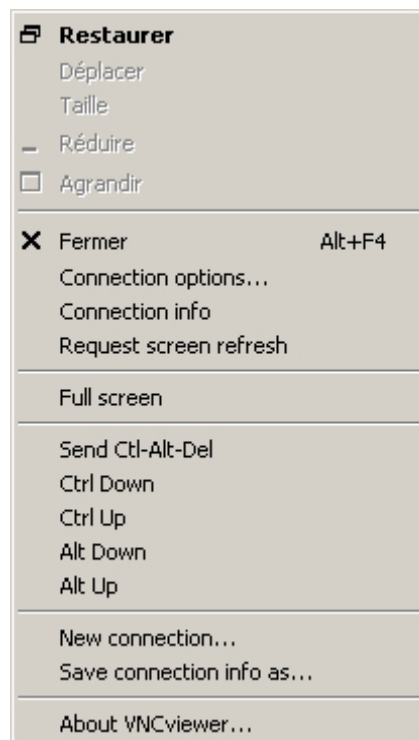 Restaurer
Déplacer
Taille
Réduire
Agrandir
Fermer Alt+F4
Connection options...
Connection info
Request screen refresh
Full screen
Send Ctl-Alt-Del
Ctrl Down
Ctrl Up
Alt Down
Alt Up
New connection...
Save connection info as...
About VNCviewer...